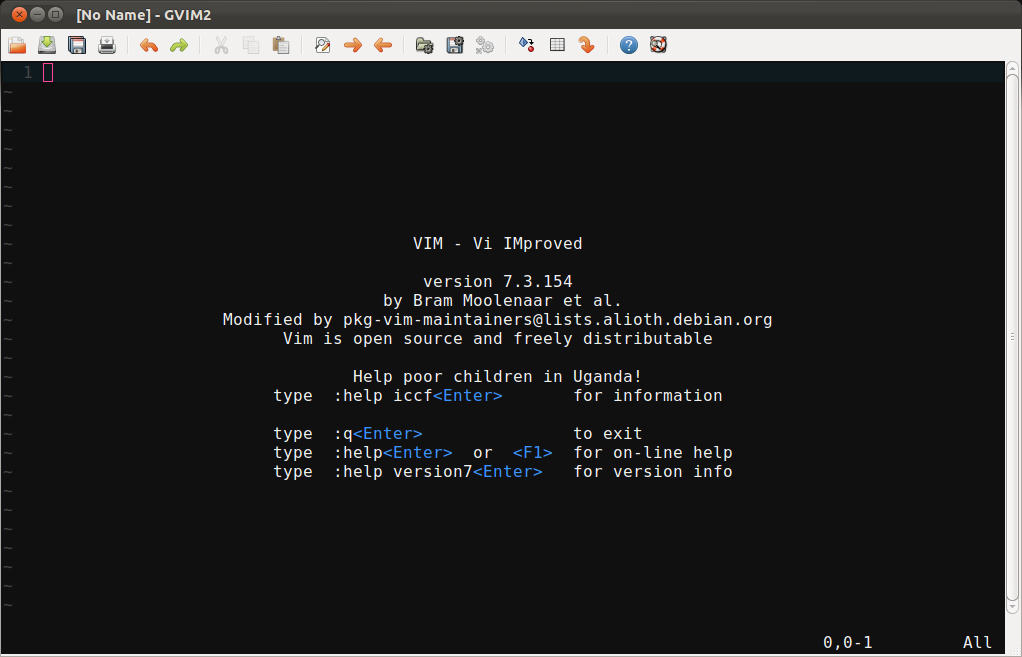 [No Name] - GVIM2
1
~
~
~
~
~
~
~
~
~ VIM - Vi IMproved
~
~ version 7.3.154
~ by Bram Moolenaar et al.
~ Modified by pkg-vim-maintainers@lists.alioth.debian.org
~ Vim is open source and freely distributable
~
~ Help poor children in Uganda!
~ type :help iccf<Enter> for information
~
~ type :q<Enter> to exit
~ type :help<Enter> or <F1> for on-line help
~ type :help version7<Enter> for version info
~
~
~
~
~
~
~
0,0-1 All